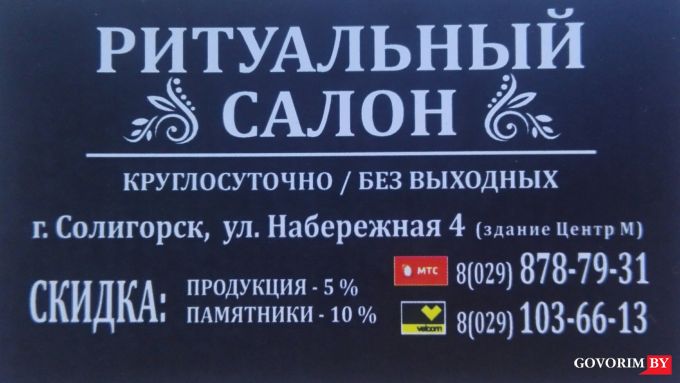 РИТУАЛЬНЫЙ
САЛОН
КРУГЛОСУТОЧНО / БЕЗ ВЫХОДНЫХ
г. Солигорск, ул. Набережная 4 (здание Центр М)
МТС 8(029) 878-79-31
СКИДКА: ПРОДУКЦИЯ - 5 %
ПАМЯТНИКИ - 10 %
velcom 8(029) 103-66-13
GOVORIM BY